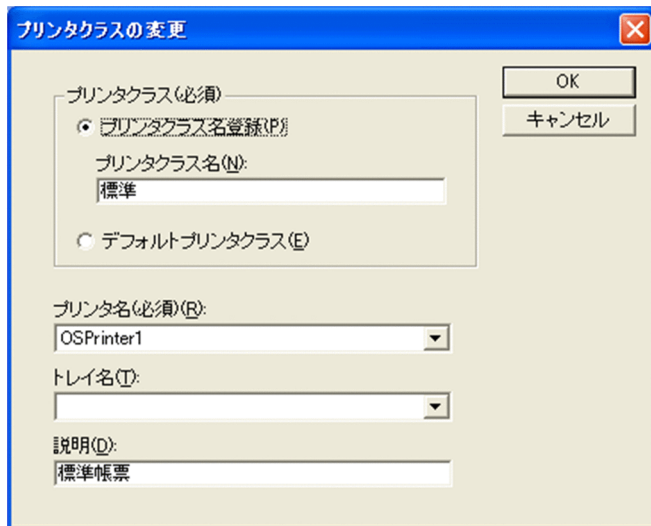 プリンタクラスの変更
プリンタクラス(必須)
プリンタクラス名登録(P)
プリンタクラス名(N):
標準
デフォルトプリンタクラス(E)
OK
キャンセル
プリンタ名(必須)(R):
OSPrinter1
トレイ名(T):
説明(D):
標準帳票